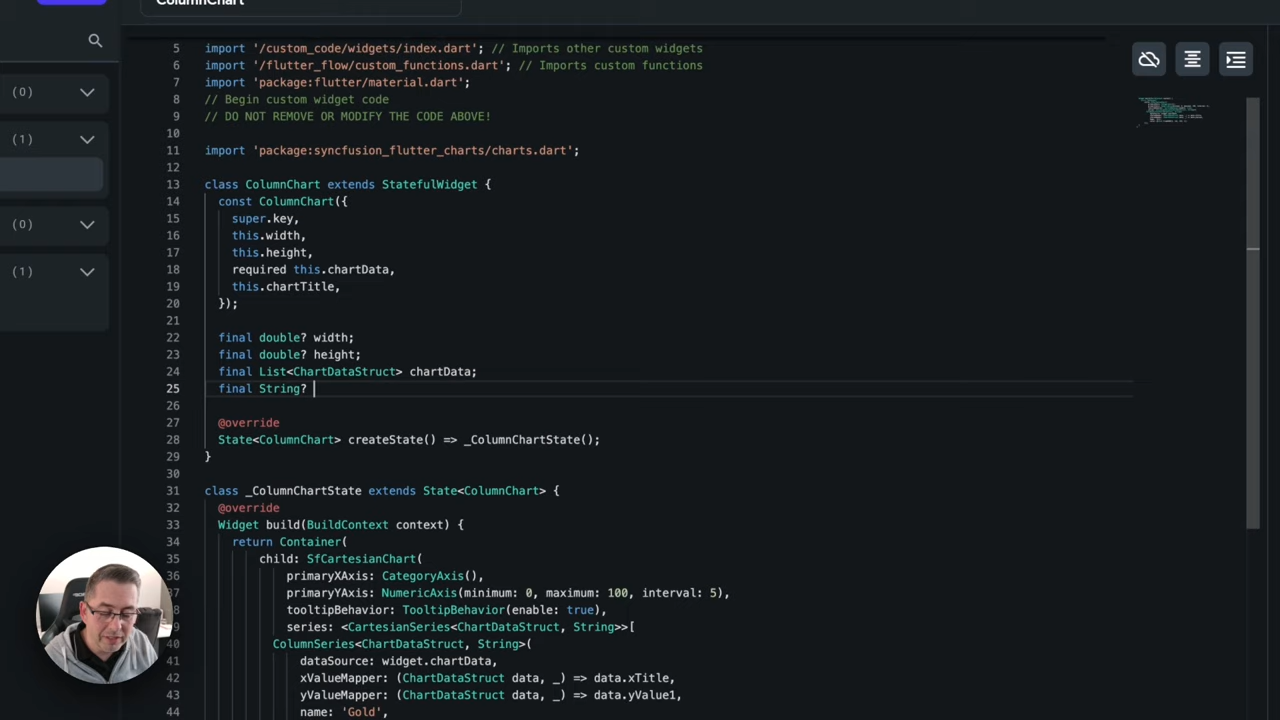 ColumnChart
(0)
(1)
(0)
(1)
5 import '/custom_code/widgets/index.dart'; // Imports other custom widgets
6 import '/flutter_flow/custom_functions.dart'; // Imports custom functions
7 import 'package:flutter/material.dart';
8 // Begin custom widget code
9 // DO NOT REMOVE OR MODIFY THE CODE ABOVE!
10
11 import 'package:syncfusion_flutter_charts/charts.dart';
12
13 class ColumnChart extends StatefulWidget {
14 const ColumnChart({
15 super.key,
16 this.width,
17 this.height,
18 required this.chartData,
19 this.chartTitle,
20 });
21
22 final double? width;
23 final double? height;
24 final List<ChartDataStruct> chartData;
25 final String?
26
27 @override
28 State<ColumnChart> createState() => _ColumnChartState();
29 }
30
31 class _ColumnChartState extends State<ColumnChart> {
32 @override
33 Widget build(BuildContext context) {
34 return Container(
35 child: SfCartesianChart(
36 primaryXAxis: CategoryAxis(),
37 primaryYAxis: NumericAxis(minimum: 0, maximum: 100, interval: 5),
8 tooltipBehavior: TooltipBehavior(enable: true),
9 series: <CartesianSeries<ChartDataStruct, String>>[
40 ColumnSeries<ChartDataStruct, String>(
41 dataSource: widget.chartData,
42 xValueMapper: (ChartDataStruct data, _) => data.xTitle,
43 yValueMapper: (ChartDataStruct data, _) => data.yValue1,
44 name: 'Gold',